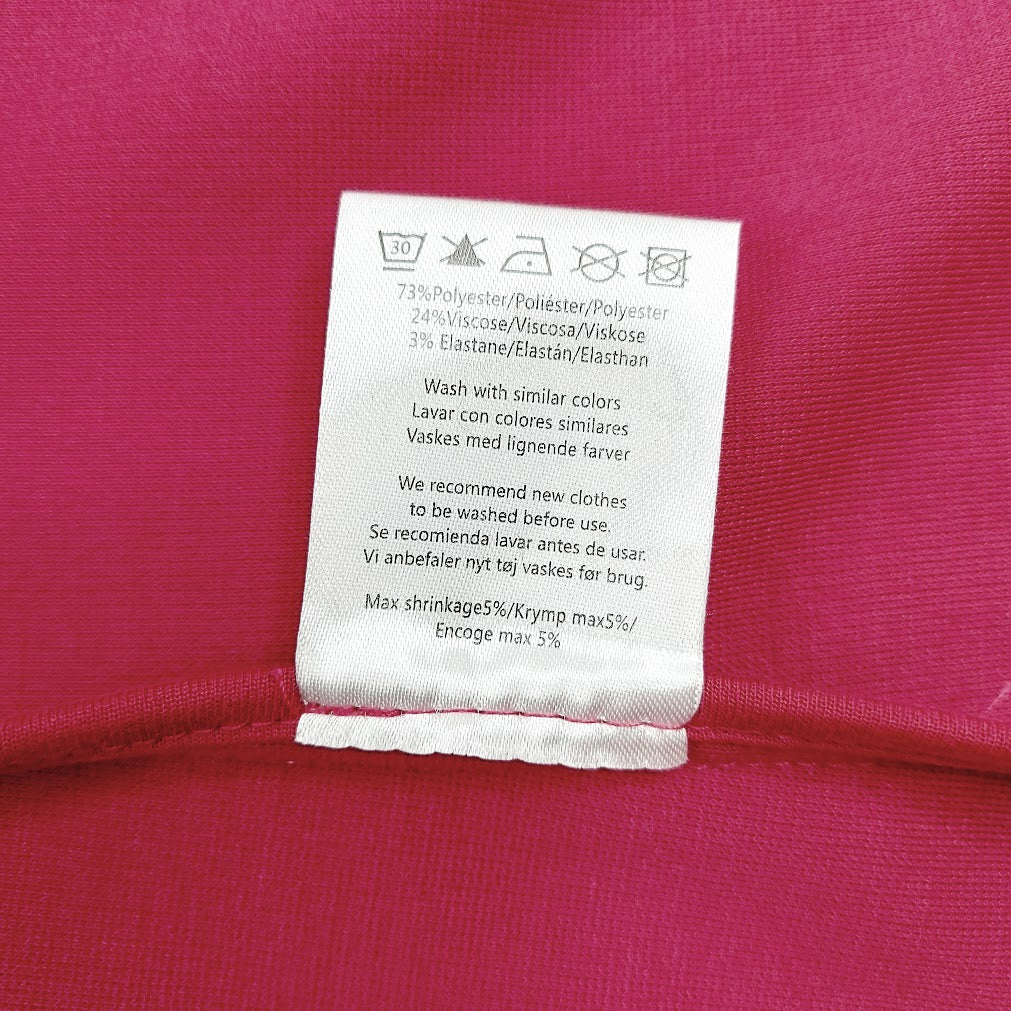 30
73%Polyester/Poliéster/Polyester
24%Viscose/Viscosa/Viskose
3% Elastane/Elastán/Elasthan
Wash with similar colors
Lavar con colores similares
Vaskes med lignende farver
We recommend new clothes
to be washed before use.
Se recomienda lavar antes de usar.
Vi anbefaler nyt tøj vaskes før brug.
Max shrinkage5%/Krymp max5%/
Encoge max 5%